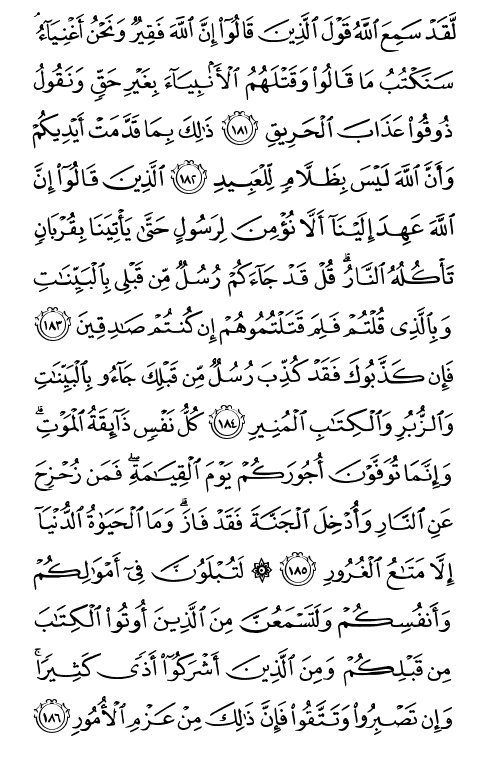 لَّقَدْ سَمِعَ ٱللَّهُ قَوْلَ ٱلَّذِينَ قَالُوٓا۟ إِنَّ ٱللَّهَ فَقِيرٌ وَنَحْنُ أَغْنِيَآءُ ۘ
سَنَكْتُبُ مَا قَالُوا۟ وَقَتْلَهُمُ ٱلْأَنۢبِيَآءَ بِغَيْرِ حَقٍّ وَنَقُولُ
ذُوقُوا۟ عَذَابَ ٱلْحَرِيقِ ١٨١ ذَٰلِكَ بِمَا قَدَّمَتْ أَيْدِيكُمْ
وَأَنَّ ٱللَّهَ لَيْسَ بِظَلَّامٍ لِّلْعَبِيدِ ١٨٢ ٱلَّذِينَ قَالُوٓا۟ إِنَّ
ٱللَّهَ عَهِدَ إِلَيْنَآ أَلَّا نُؤْمِنَ لِرَسُولٍ حَتَّىٰ يَأْتِيَنَا بِقُرْبَانٍ
تَأْكُلُهُ ٱلنَّارُ ۗ قُلْ قَدْ جَآءَكُمْ رُسُلٌ مِّن قَبْلِى بِٱلْبَيِّنَٰتِ
وَبِٱلَّذِى قُلْتُمْ فَلِمَ قَتَلْتُمُوهُمْ إِن كُنتُمْ صَٰدِقِينَ ١٨٣
فَإِن كَذَّبُوكَ فَقَدْ كُذِّبَ رُسُلٌ مِّن قَبْلِكَ جَآءُو بِٱلْبَيِّنَٰتِ
وَٱلزُّبُرِ وَٱلْكِتَٰبِ ٱلْمُنِيرِ ١٨٤ كُلُّ نَفْسٍ ذَآئِقَةُ ٱلْمَوْتِ ۗ
وَإِنَّمَا تُوَفَّوْنَ أُجُورَكُمْ يَوْمَ ٱلْقِيَٰمَةِ ۖ فَمَن زُحْزِحَ
عَنِ ٱلنَّارِ وَأُدْخِلَ ٱلْجَنَّةَ فَقَدْ فَازَ ۗ وَمَا ٱلْحَيَوٰةُ ٱلدُّنْيَآ
إِلَّا مَتَٰعُ ٱلْغُرُورِ ١٨٥ ۞ لَتُبْلَوُنَّ فِىٓ أَمْوَٰلِكُمْ
وَأَنفُسِكُمْ وَلَتَسْمَعُنَّ مِنَ ٱلَّذِينَ أُوتُوا۟ ٱلْكِتَٰبَ
مِن قَبْلِكُمْ وَمِنَ ٱلَّذِينَ أَشْرَكُوٓا۟ أَذًى كَثِيرًا ۚ
وَإِن تَصْبِرُوا۟ وَتَتَّقُوا۟ فَإِنَّ ذَٰلِكَ مِنْ عَزْمِ ٱلْأُمُورِ ١٨٦